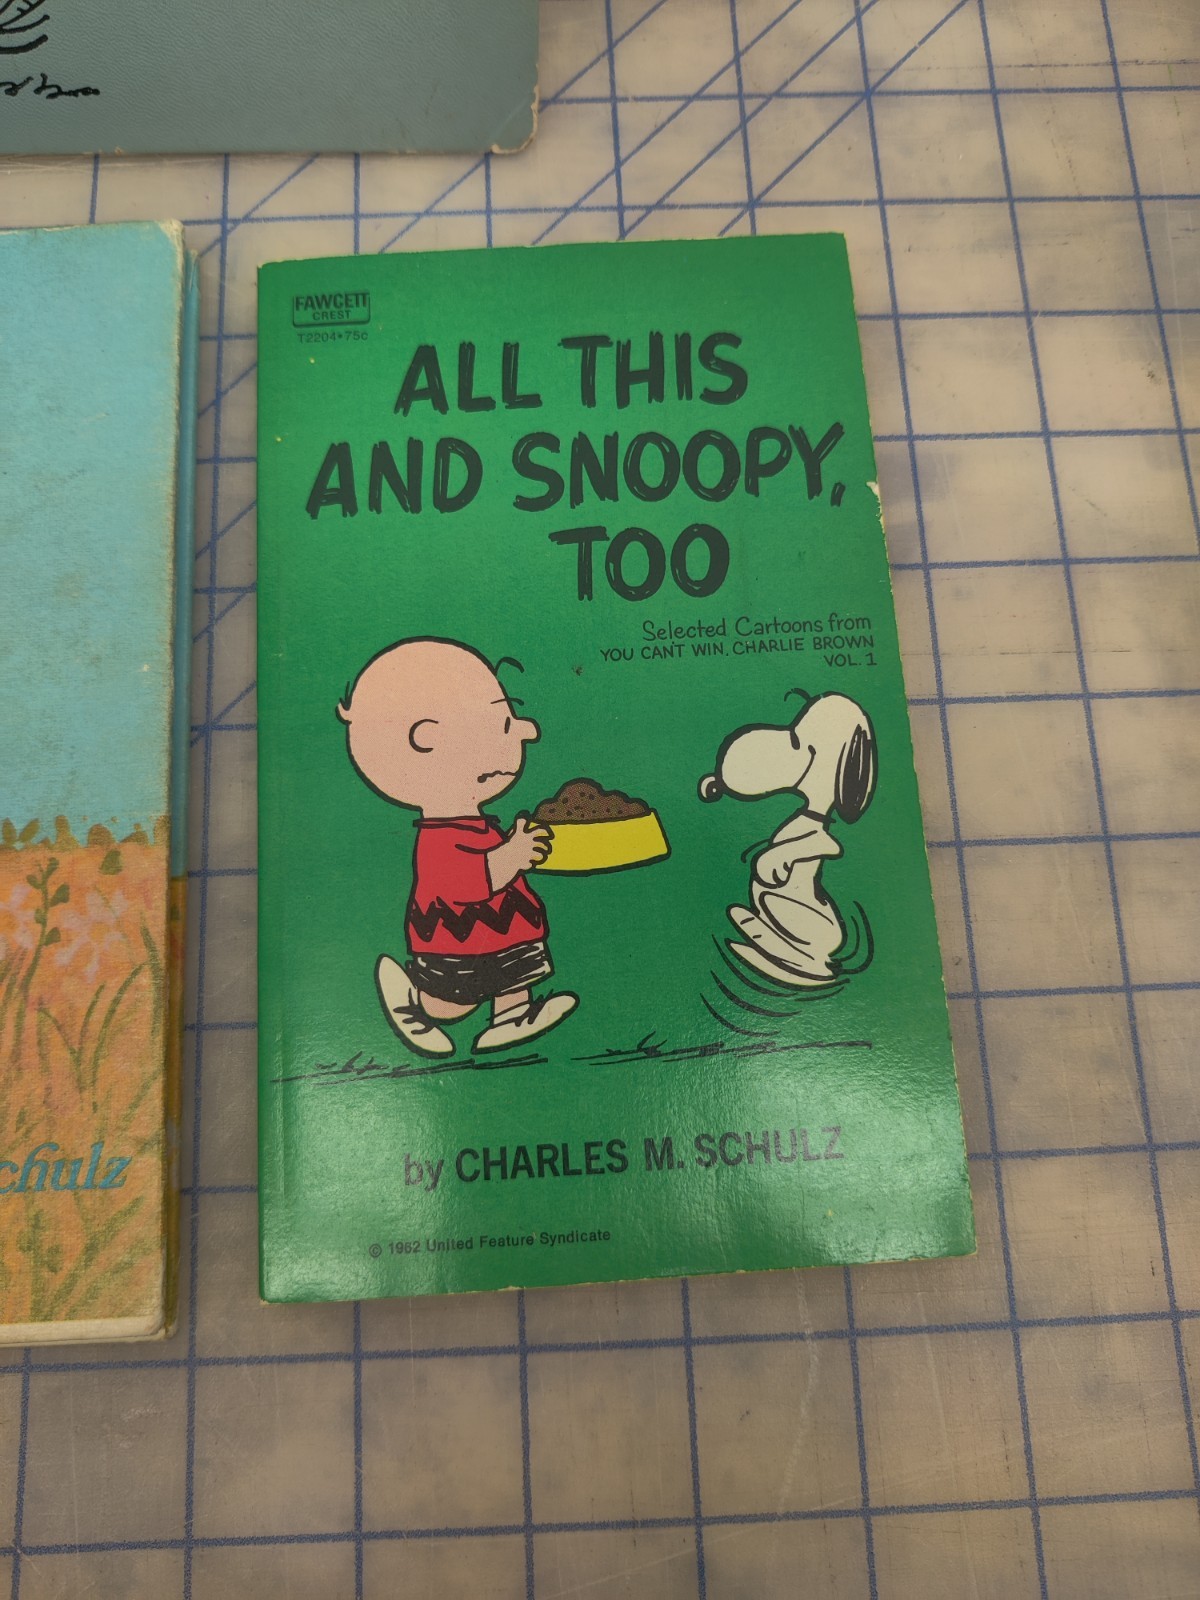 FAWCETT
CREST
T2204•75c
ALL THIS
AND SNOOPY,
TOO
Selected Cartoons from
YOU CAN'T WIN, CHARLIE BROWN
VOL. 1
by CHARLES M. SCHULZ
© 1962 United Feature Syndicate
chulz